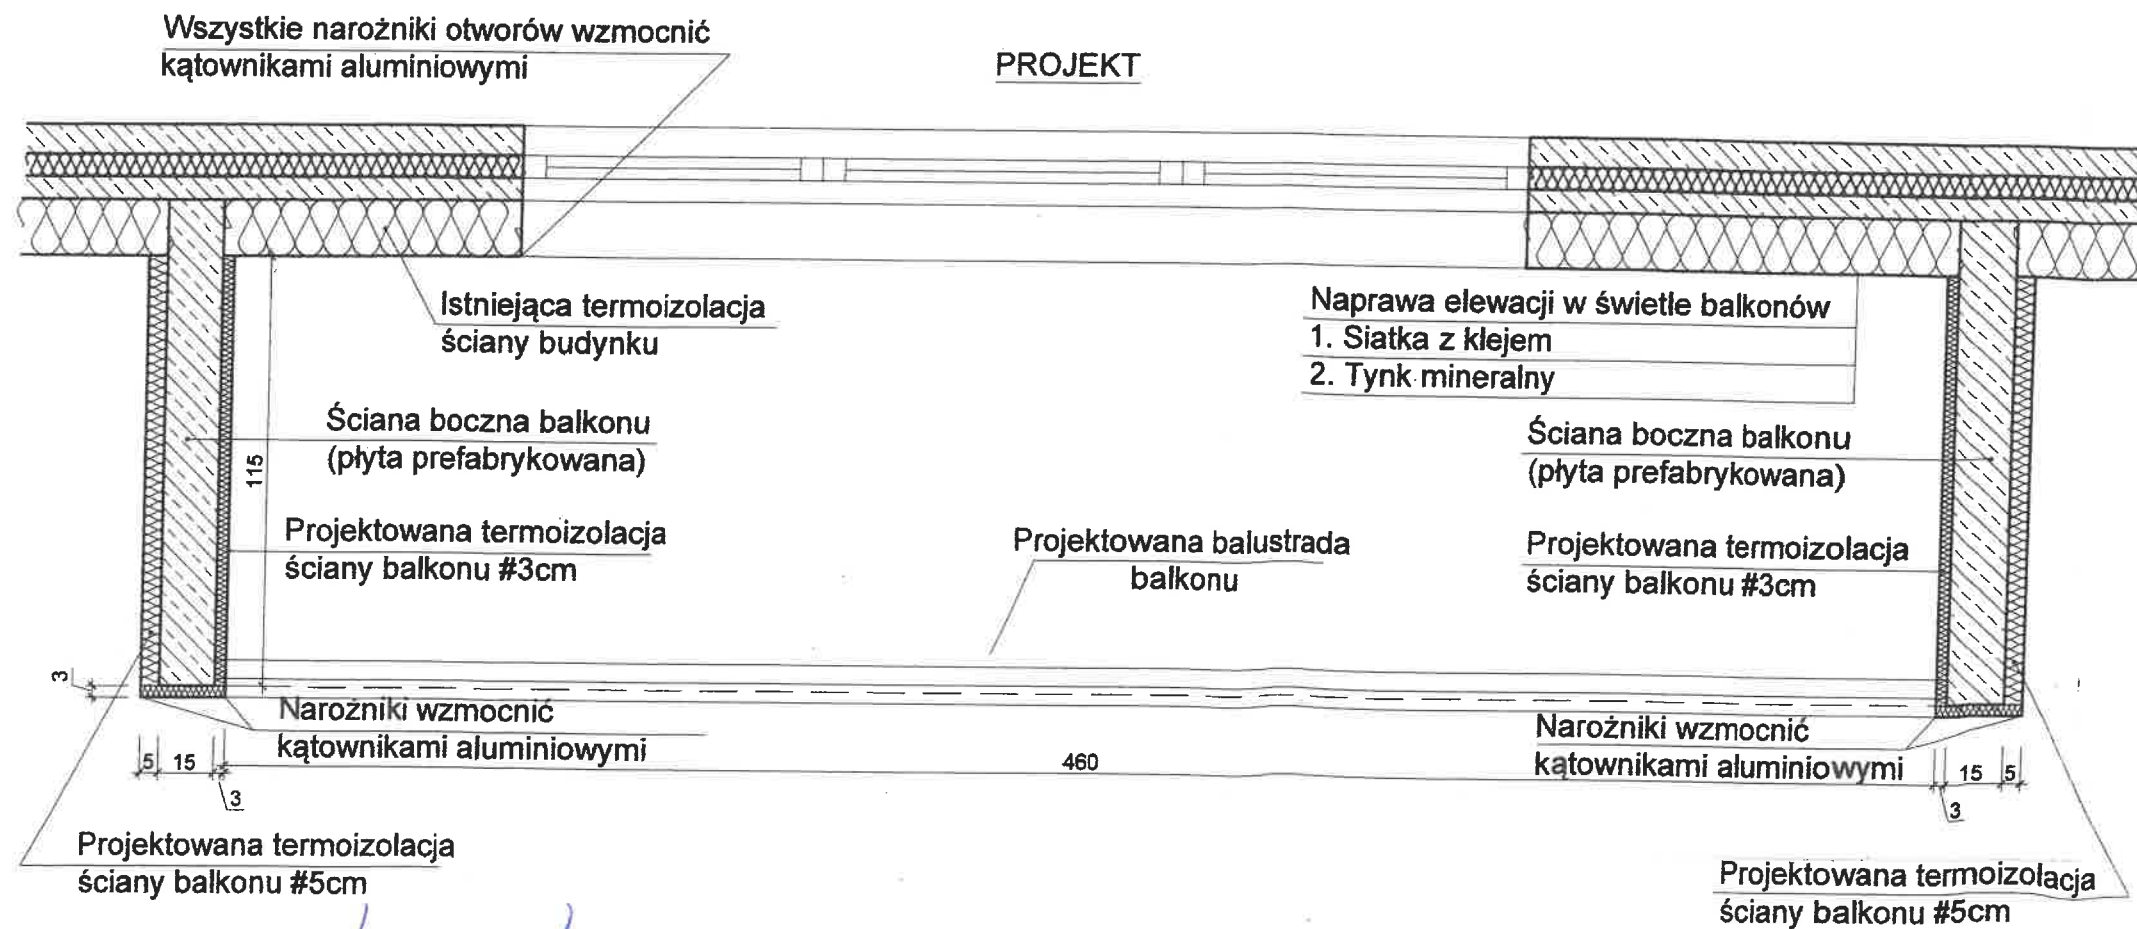 Wszystkie narożniki otworów wzmocnić
kątownikami aluminiowymi
PROJEKT
Istniejąca termoizolacja
ściany budynku
Naprawa elewacji w świetle balkonów
1. Siatka z klejem
2. Tynk mineralny
Ściana boczna balkonu
(płyta prefabrykowana)
115
Ściana boczna balkonu
(płyta prefabrykowana)
Projektowana termoizolacja
ściany balkonu #3cm
Projektowana balustrada
balkonu
Projektowana termoizolacja
ściany balkonu #3cm
3
Narożniki wzmocnić
kątownikami aluminiowymi
Narożniki wzmocnić
kątownikami aluminiowymi
5 15 3 460 3 15 5
Projektowana termoizolacja
ściany balkonu #5cm
Projektowana termoizolacja
ściany balkonu #5cm